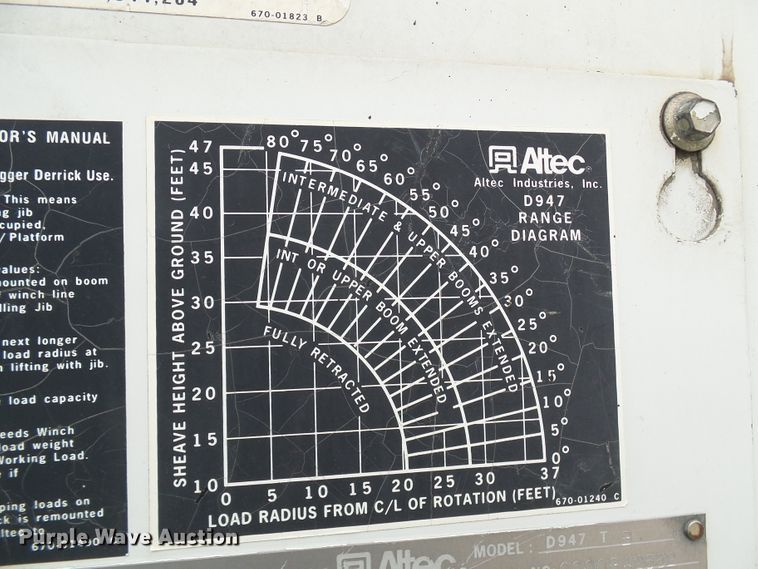 670-01823 B
OR'S MANUAL
gger Derrick Use.
This means
ng jib
cupied,
/ Platform
alues:
ounted on boom
f winch line
lling Jib
next longer
load radius at
n lifting with jib.
e load capacity
eeds Winch
load weight
Working Load.
e if
ping loads on
ck is remounted
Altec to
Altec
Altec Industries, Inc.
D947
RANGE
DIAGRAM
SHEAVE HEIGHT ABOVE GROUND (FEET)
47
45
40
35
30
25
20
15
10
80° 75° 70° 65° 60° 55° 50° 45° 40° 35° 30° 25° 20° 15° 10° 5° 0°
INTERMEDIATE & UPPER BOOMS EXTENDED
INT OR UPPER BOOM EXTENDED
FULLY RETRACTED
0 5 10 15 20 25 30 37
LOAD RADIUS FROM C/L OF ROTATION (FEET)
670-01240 C
Altec
MODEL: D947 T
Purple Wave Auction